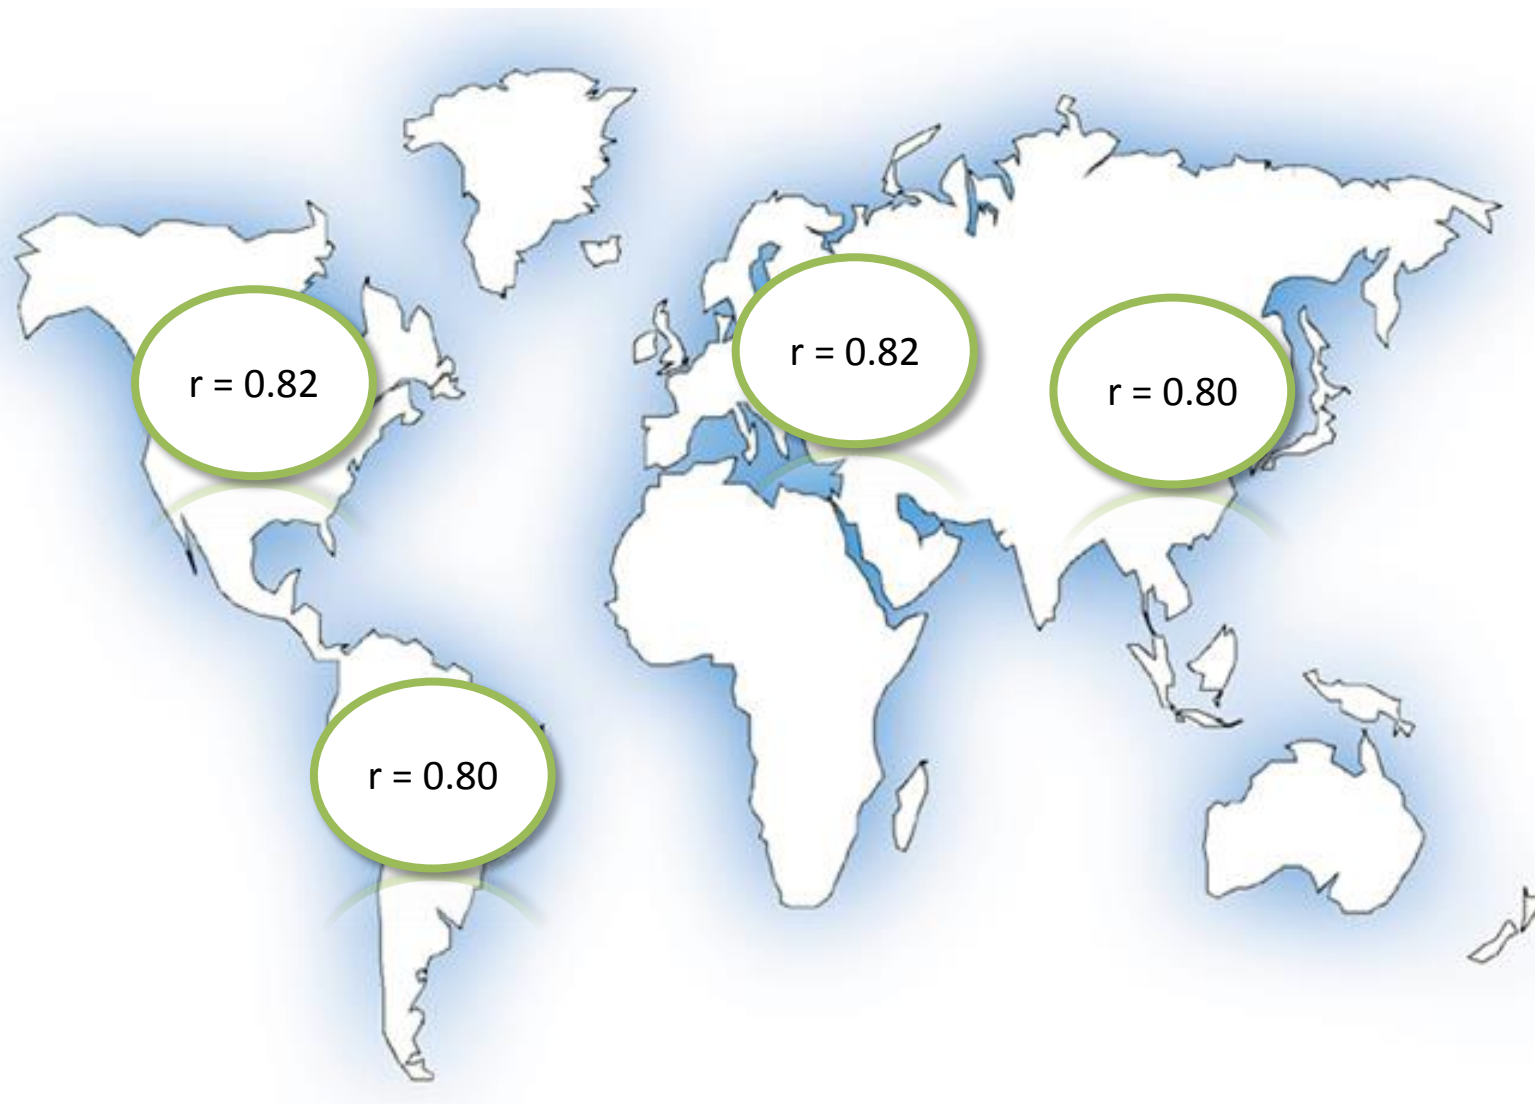 r = 0.82
r = 0.82
r = 0.80
r = 0.80